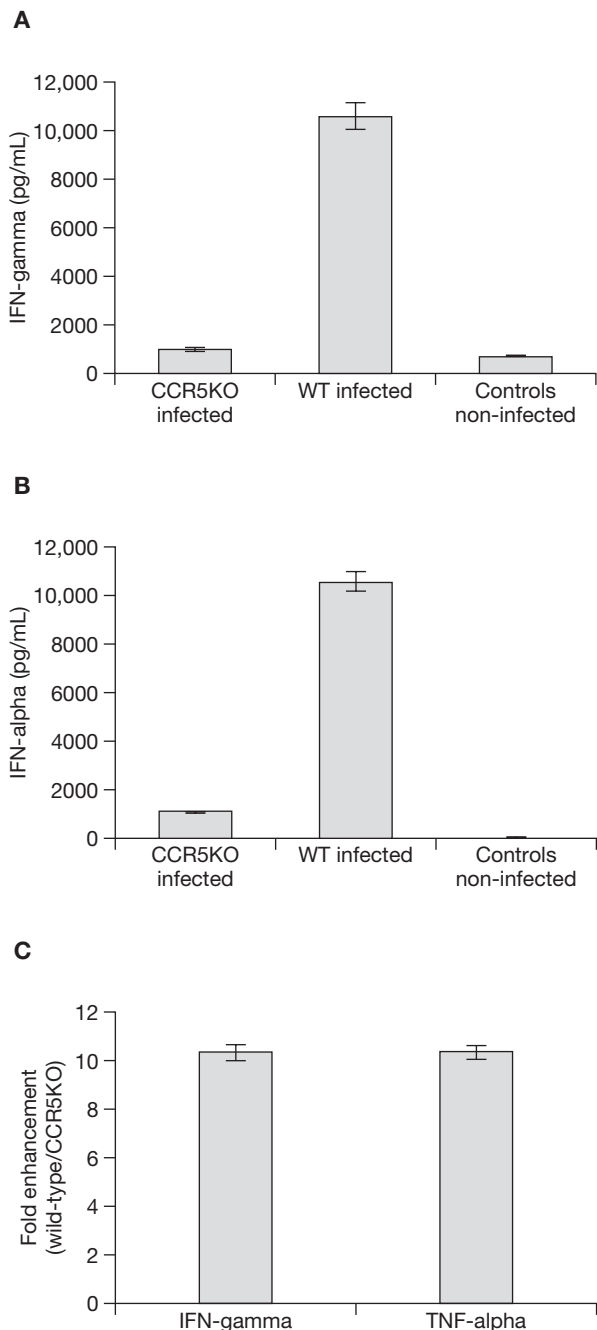 A
12,000
10,000
8000
6000
4000
2000
0
IFN-gamma (pg/mL)
CCR5KO
infected
WT infected
Controls
non-infected
B
12,000
10,000
8000
6000
4000
2000
0
IFN-alpha (pg/mL)
CCR5KO
infected
WT infected
Controls
non-infected
C
12
10
8
6
4
2
0
Fold enhancement
(wild-type/CCR5KO)
IFN-gamma
TNF-alpha